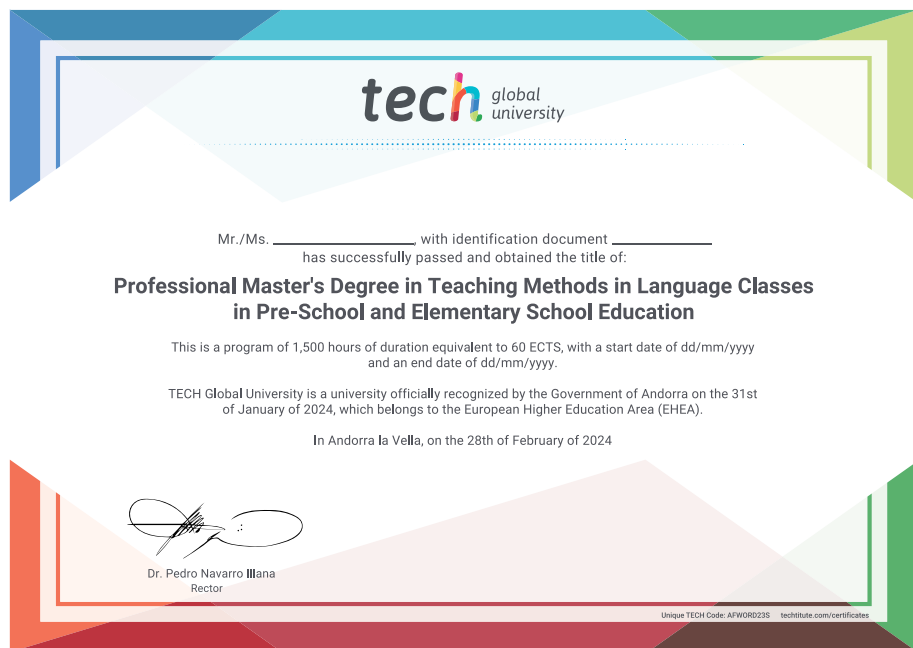 tech global
university
Mr./Ms. ____________, with identification document ____________
has successfully passed and obtained the title of:
Professional Master's Degree in Teaching Methods in Language Classes
in Pre-School and Elementary School Education
This is a program of 1,500 hours of duration equivalent to 60 ECTS, with a start date of dd/mm/yyyy
and an end date of dd/mm/yyyy.
TECH Global University is a university officially recognized by the Government of Andorra on the 31st
of January of 2024, which belongs to the European Higher Education Area (EHEA).
In Andorra la Vella, on the 28th of February of 2024
Dr. Pedro Navarro Illana
Rector
Unique TECH Code: AFWORD23S techtitute.com/certificates